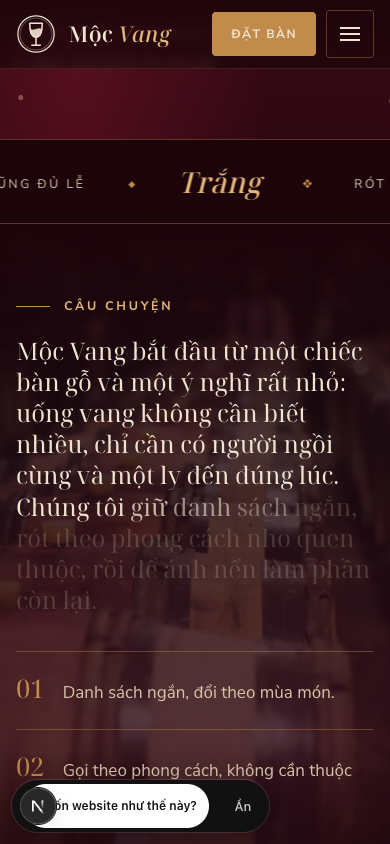 Mộc Vang
ĐẶT BÀN
ŨNG ĐỦ LỄ
Trắng
RÓT
CÂU CHUYỆN
Mộc Vang bắt đầu từ một chiếc
bàn gỗ và một ý nghĩ rất nhỏ:
uống vang không cần biết
nhiều, chỉ cần có người ngồi
cùng và một ly đến đúng lúc.
Chúng tôi giữ danh sách ngắn,
rót theo phong cách nho quen
thuộc, rồi để ánh nến làm phần
còn lại.
01 Danh sách ngắn, đổi theo mùa món.
02 Gọi theo phong cách, không cần thuộc
N ốn website như thế này? Ẩn